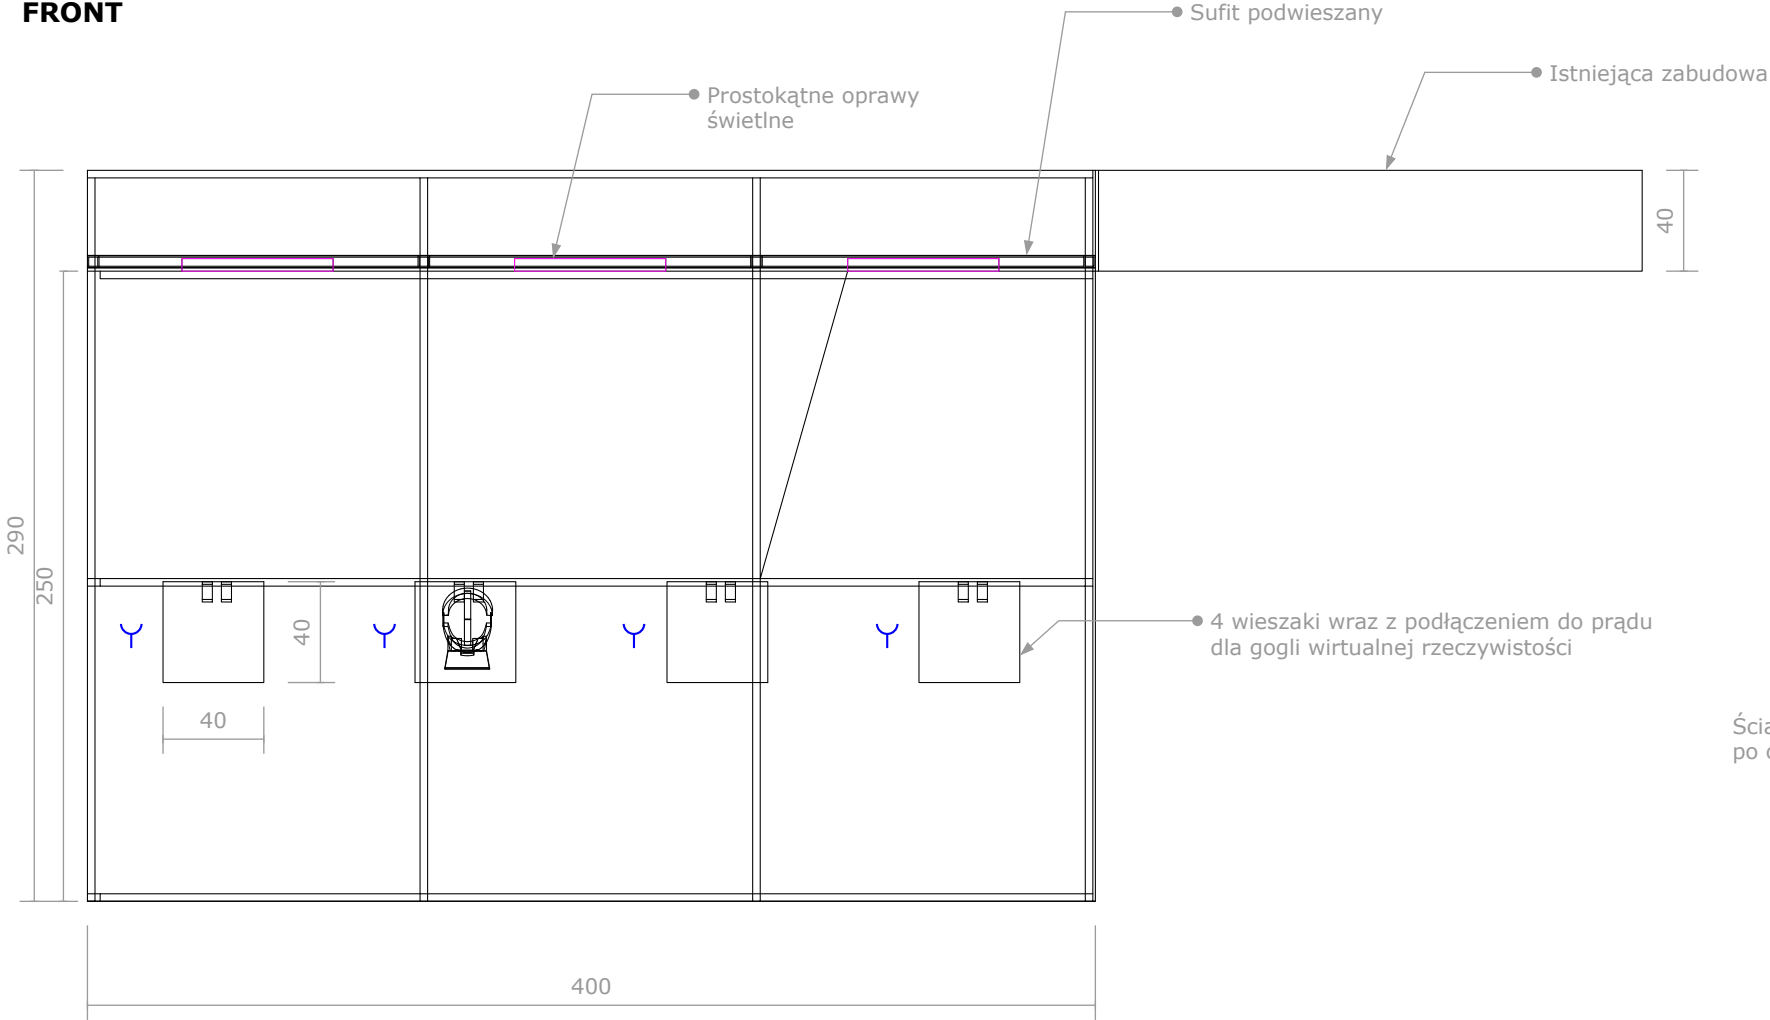 FRONT
Sufit podwieszany
Istniejąca zabudowa
Prostokątne oprawy
świetlne
40
290
250
40
40
4 wieszaki wraz z podłączeniem do prądu
dla gogli wirtualnej rzeczywistości
400